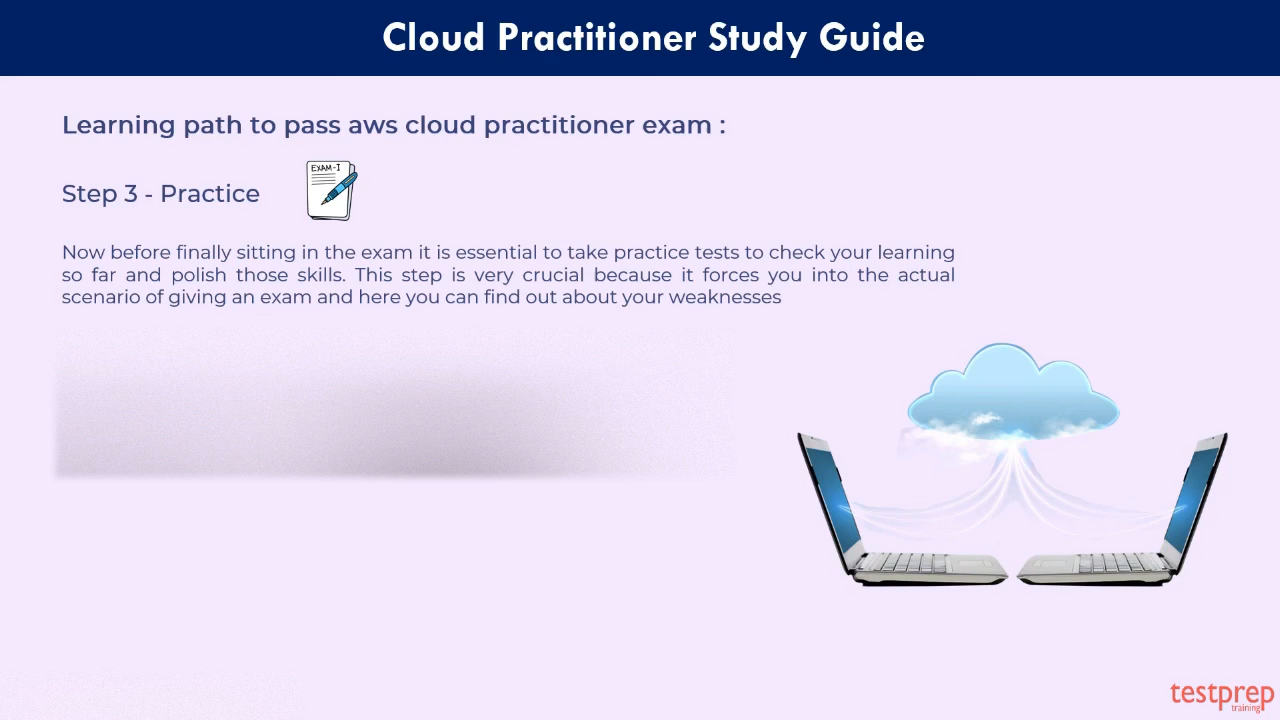 Cloud Practitioner Study Guide
Learning path to pass aws cloud practitioner exam :
EXAM-I
Step 3 - Practice
Now before finally sitting in the exam it is essential to take practice tests to check your learning
so far and polish those skills. This step is very crucial because it forces you into the actual
scenario of giving an exam and here you can find out about your weaknesses
testprep
training